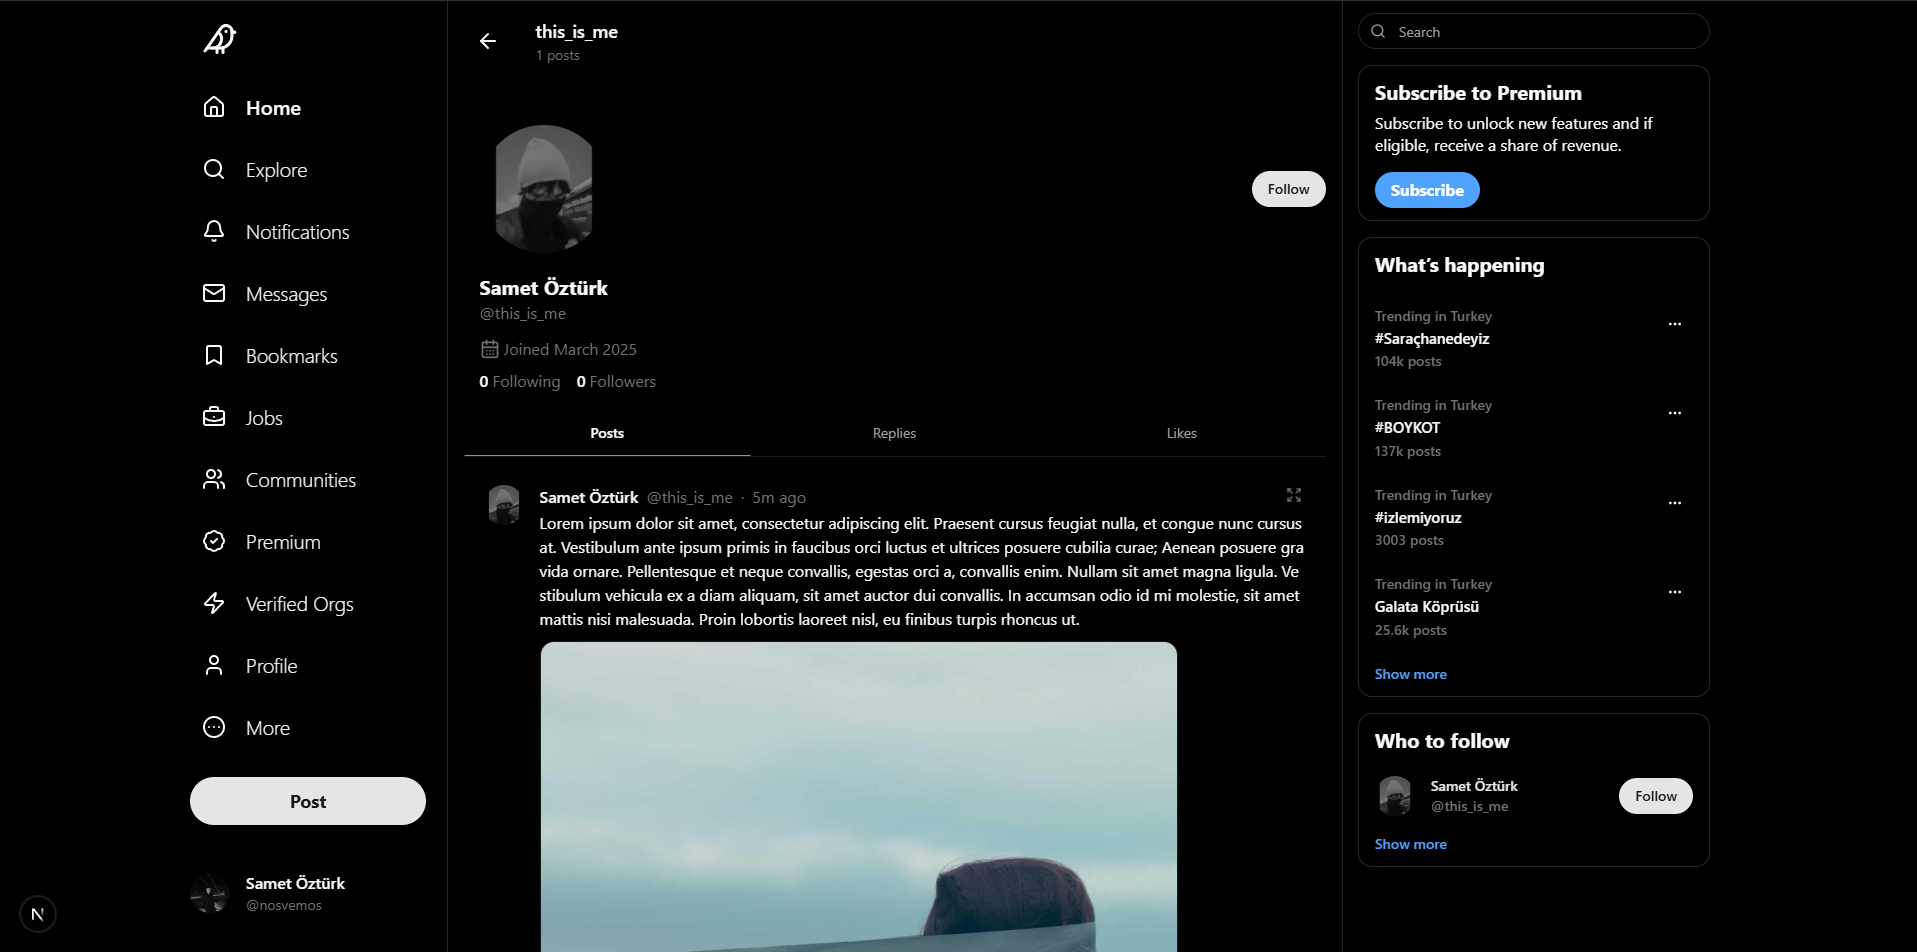 Home
Explore
Notifications
Messages
Bookmarks
Jobs
Communities
Premium
Verified Orgs
Profile
More
Post
Samet Öztürk
@nosvemos
N
this_is_me
1 posts
Follow
Samet Öztürk
@this_is_me
Joined March 2025
0 Following 0 Followers
Posts
Replies
Likes
Samet Öztürk @this_is_me · 5m ago
Lorem ipsum dolor sit amet, consectetur adipiscing elit. Praesent cursus feugiat nulla, et congue nunc cursus
at. Vestibulum ante ipsum primis in faucibus orci luctus et ultrices posuere cubilia curae; Aenean posuere gra
vida ornare. Pellentesque et neque convallis, egestas orci a, convallis enim. Nullam sit amet magna ligula. Ve
stibulum vehicula ex a diam aliquam, sit amet auctor dui convallis. In accumsan odio id mi molestie, sit amet
mattis nisi malesuada. Proin lobortis laoreet nisl, eu finibus turpis rhoncus ut.
Search
Subscribe to Premium
Subscribe to unlock new features and if
eligible, receive a share of revenue.
Subscribe
What's happening
Trending in Turkey
#Saraçhanedeyiz
104k posts
Trending in Turkey
#BOYKOT
137k posts
Trending in Turkey
#izlemiyoruz
3003 posts
Trending in Turkey
Galata Köprüsü
25.6k posts
Show more
Who to follow
Samet Öztürk
@this_is_me
Follow
Show more